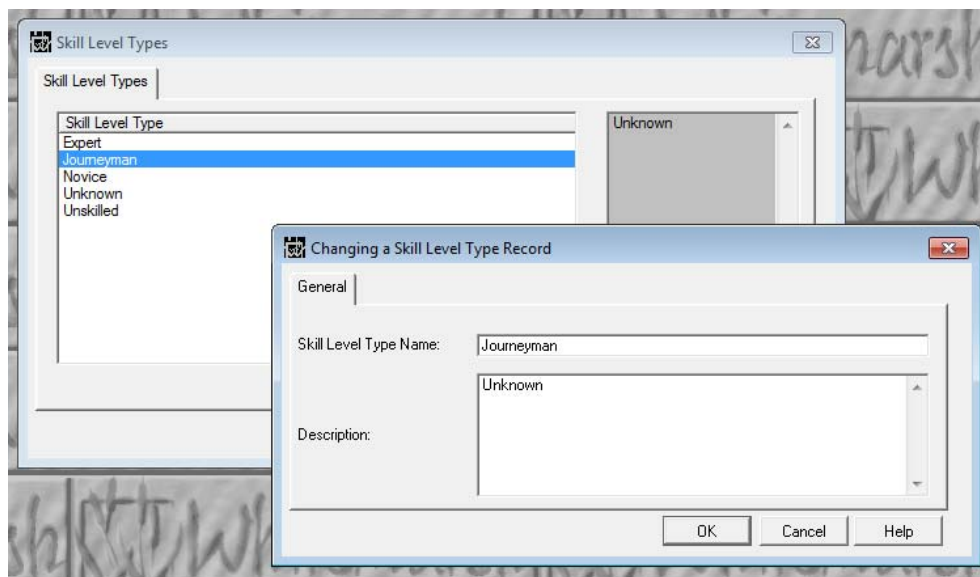 Skill Level Types
Skill Level Types
Skill Level Type
Expert
Journeyman
Novice
Unknown
Unskilled
Unknown
Changing a Skill Level Type Record
General
Skill Level Type Name:
Journeyman
Description:
Unknown
OK
Cancel
Help